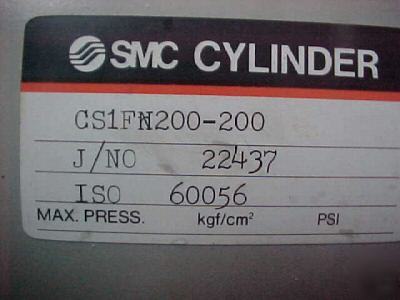 SMC CYLINDER
CS1FN200-200
J/NO 22437
ISO 60056
MAX. PRESS. kgf/cm² PSI